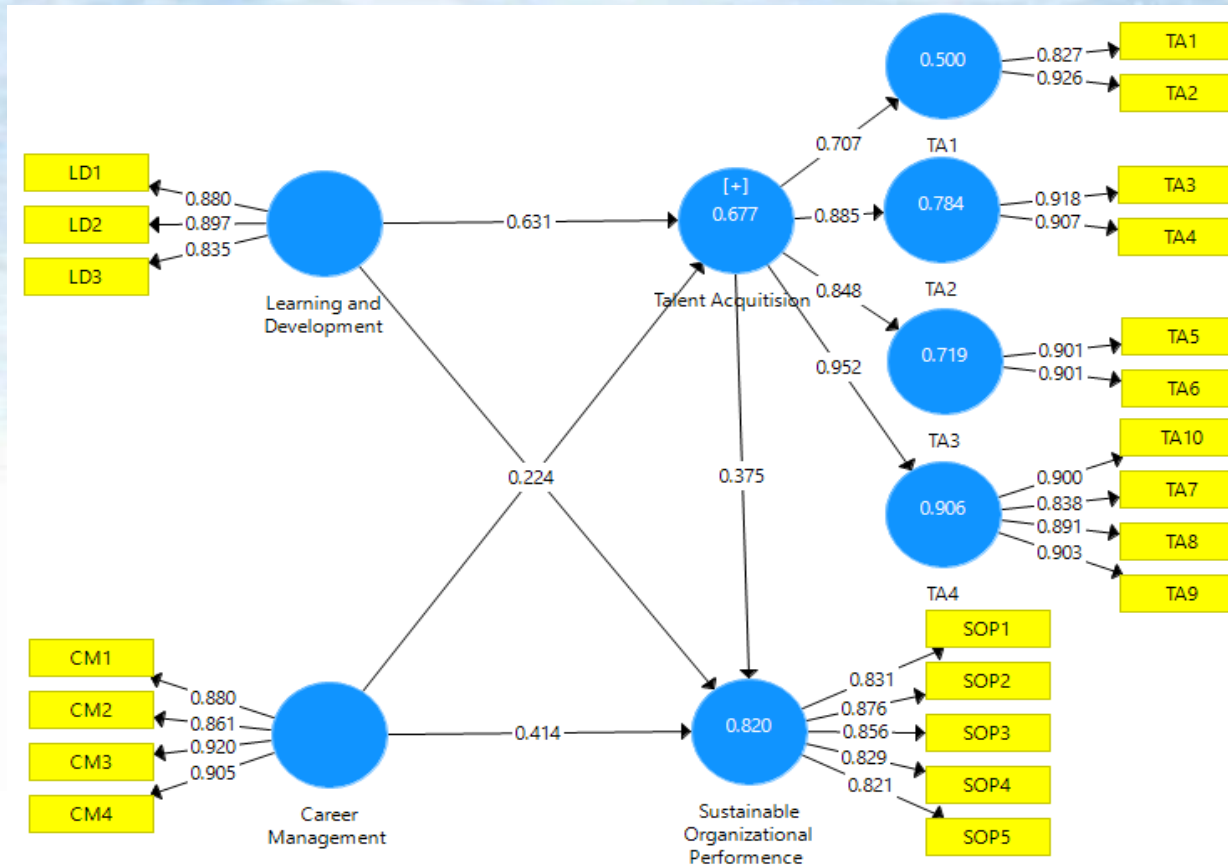 LD1
LD2
LD3
0.880
0.897
0.835
Learning and
Development
0.631
[+]
0.677
Talent Acquitision
0.707
0.885
0.848
0.952
0.500
TA1
0.827
0.926
TA1
TA2
0.784
TA2
0.918
0.907
TA3
TA4
0.719
TA3
0.901
0.901
TA5
TA6
0.906
TA4
0.900
0.838
0.891
0.903
TA10
TA7
TA8
TA9
0.224
0.375
CM1
CM2
CM3
CM4
0.880
0.861
0.920
0.905
Career
Management
0.414
0.820
Sustainable
Organizational
Performence
0.831
0.876
0.856
0.829
0.821
SOP1
SOP2
SOP3
SOP4
SOP5